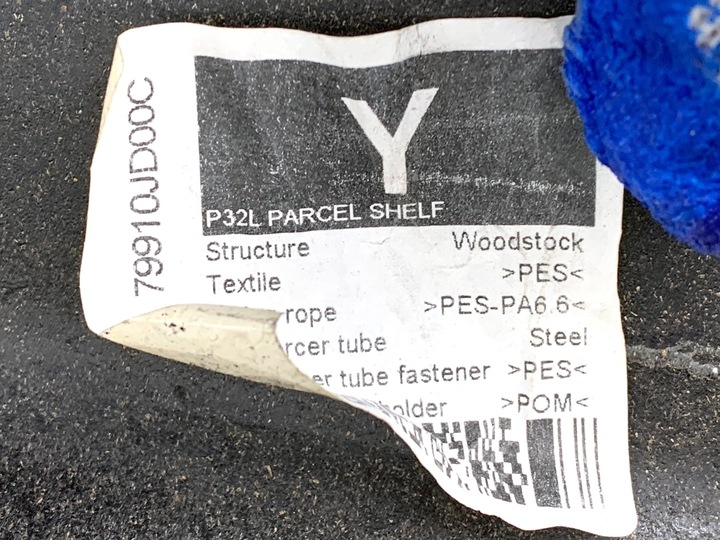 79910JD00C
Y
P32L PARCEL SHELF
Structure Woodstock
Textile >PES<
rope >PES-PA6.6<
rcer tube Steel
er tube fastener >PES<
holder >POM<